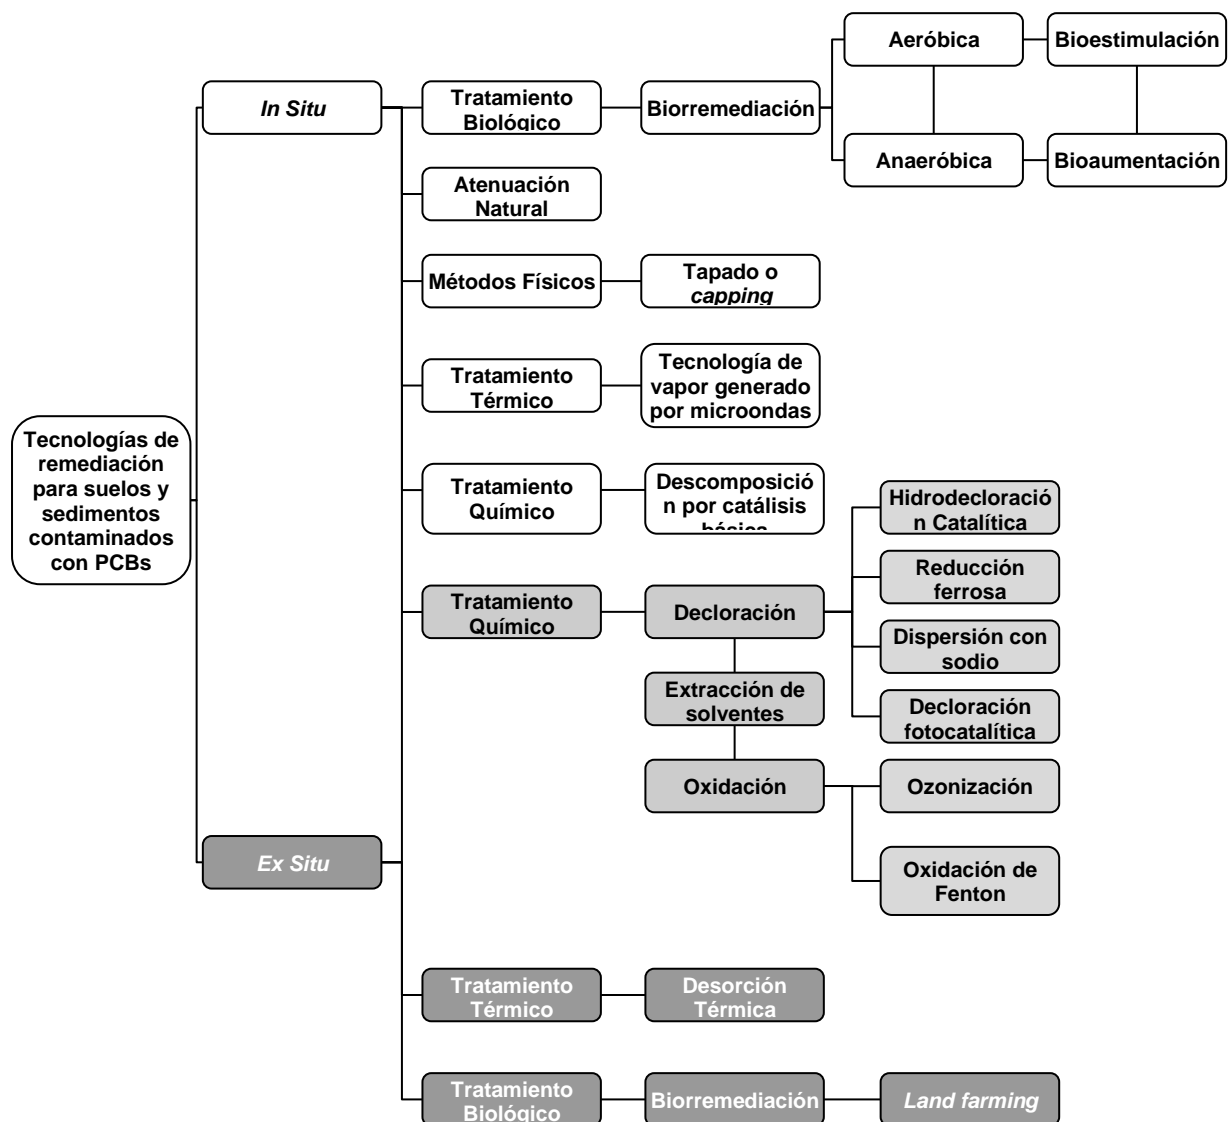 Tecnologías de
remediación
para suelos y
sedimentos
contaminados
con PCBs
In Situ
Tratamiento
Biológico
Biorremediación
Aeróbica
Bioestimulación
Anaeróbica
Bioaumentación
Atenuación
Natural
Métodos Físicos
Tapado o
capping
Tratamiento
Térmico
Tecnología de
vapor generado
por microondas
Tratamiento
Químico
Descomposició
n por catálisis
básica
Tratamiento
Químico
Decloración
Hidrodecloració
n Catalítica
Reducción
ferrosa
Dispersión con
sodio
Decloración
fotocatalítica
Extracción de
solventes
Oxidación
Ozonización
Oxidación de
Fenton
Ex Situ
Tratamiento
Térmico
Desorción
Térmica
Tratamiento
Biológico
Biorremediación
Land farming